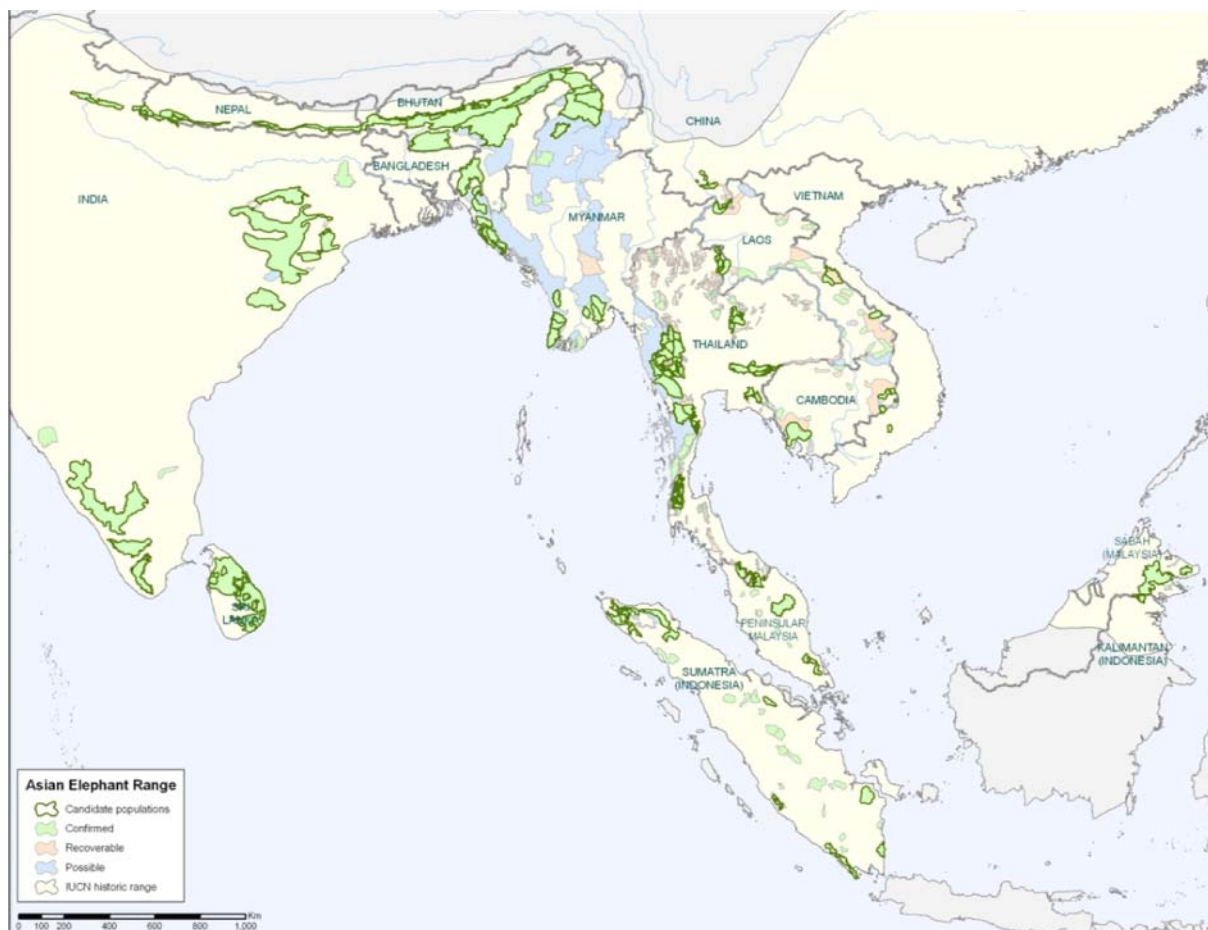 CHINA
NEPAL
BHUTAN
BANGLADESH
INDIA
MYANMAR
VIETNAM
LAOS
THAILAND
CAMBODIA
SRI
LANKA
SABAH
(MALAYSIA)
PENINSULAR
MALAYSIA
KALIMANTAN
(INDONESIA)
SUMATRA
(INDONESIA)
Asian Elephant Range
Candidate populations
Confirmed
Recoverable
Possible
IUCN historic range
Km
0 100 200 400 600 800 1,000